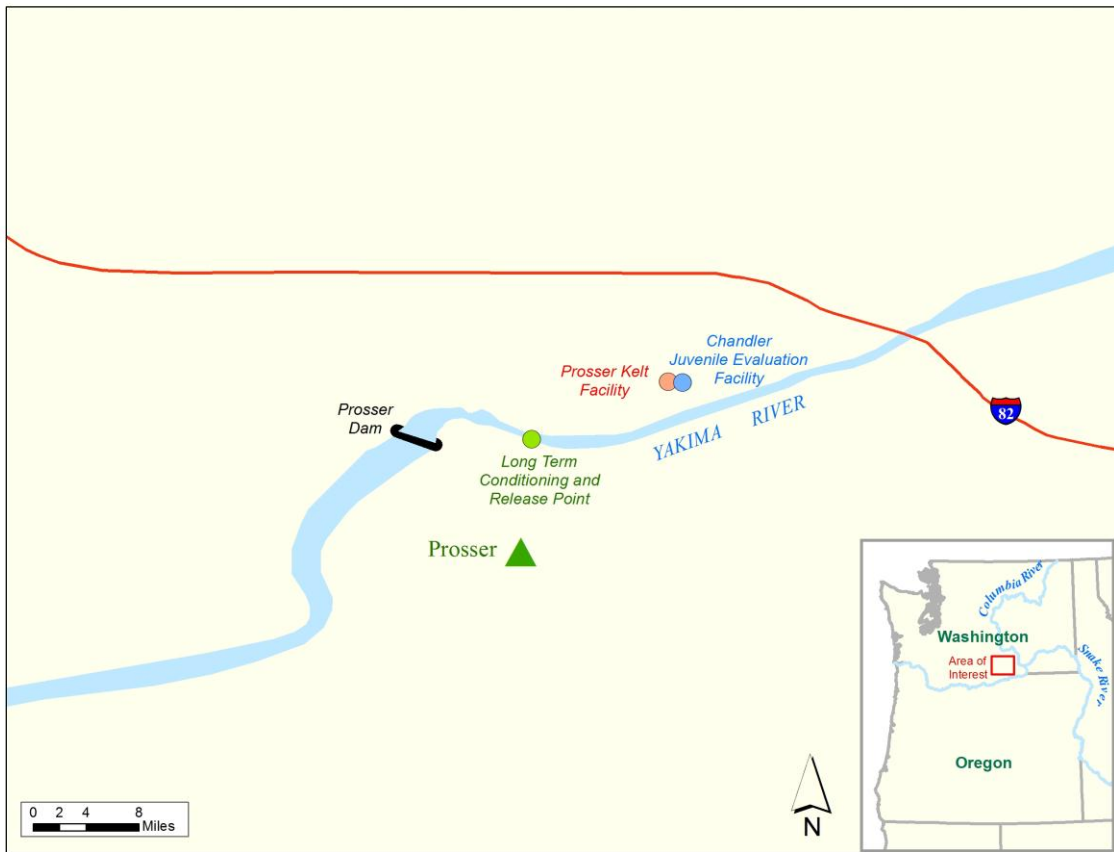 Chandler
Juvenile Evaluation
Facility
Prosser Kelt
Facility
Prosser
Dam
YAKIMA RIVER
82
Long Term
Conditioning and
Release Point
Prosser
Columbia River
Washington
Snake River
Area of
Interest
Oregon
0 2 4 8
Miles
N